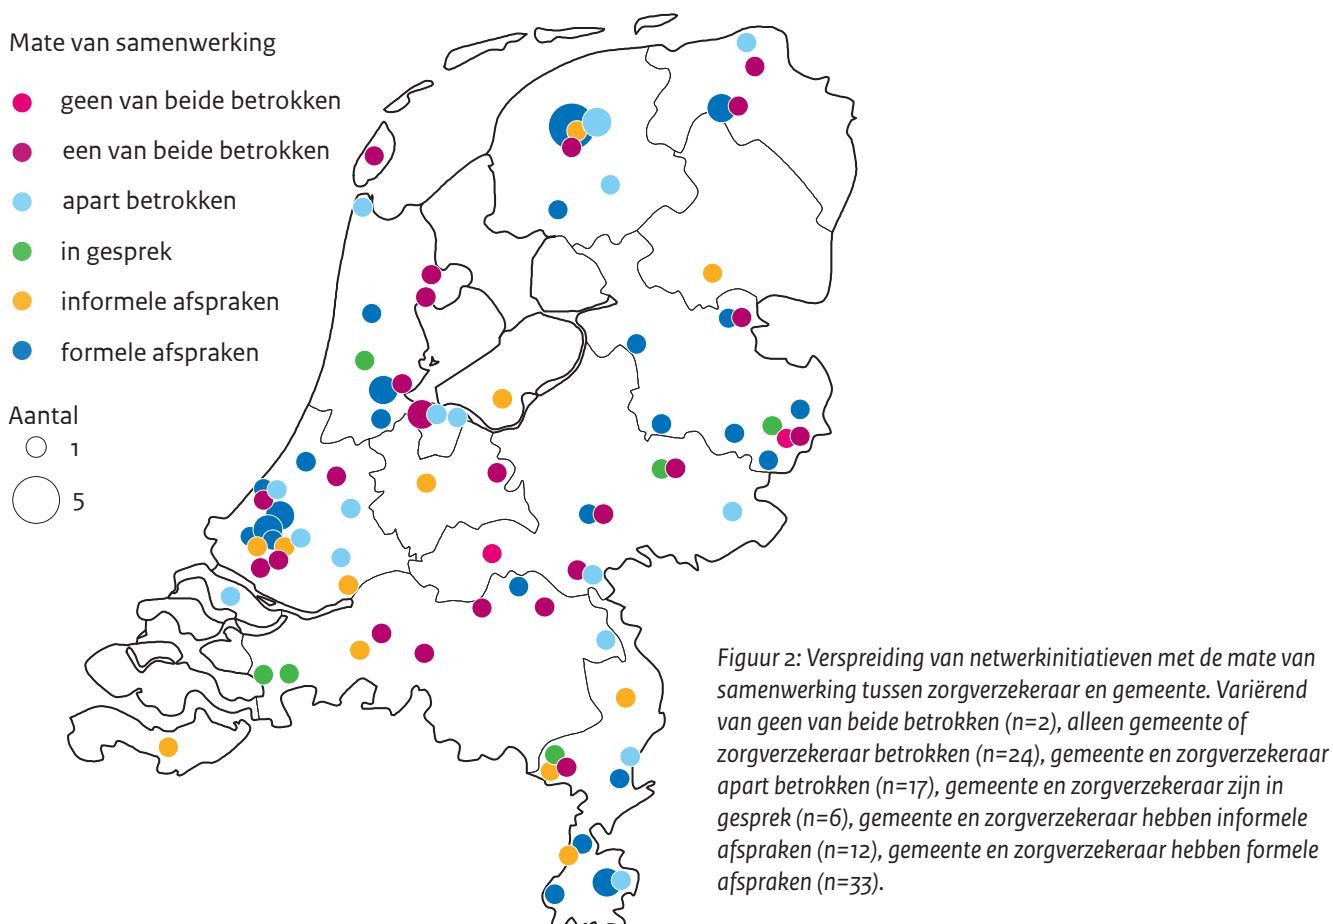 Mate van samenwerking
geen van beide betrokken
een van beide betrokken
apart betrokken
in gesprek
informele afspraken
formele afspraken
Aantal
1
5
Figuur 2: Verspreiding van netwerkinitiatieven met de mate van
samenwerking tussen zorgverzekeraar en gemeente. Variërend
van geen van beide betrokken (n=2), alleen gemeente of
zorgverzekeraar betrokken (n=24), gemeente en zorgverzekeraar
apart betrokken (n=17), gemeente en zorgverzekeraar zijn in
gesprek (n=6), gemeente en zorgverzekeraar hebben informele
afspraken (n=12), gemeente en zorgverzekeraar hebben formele
afspraken (n=33).